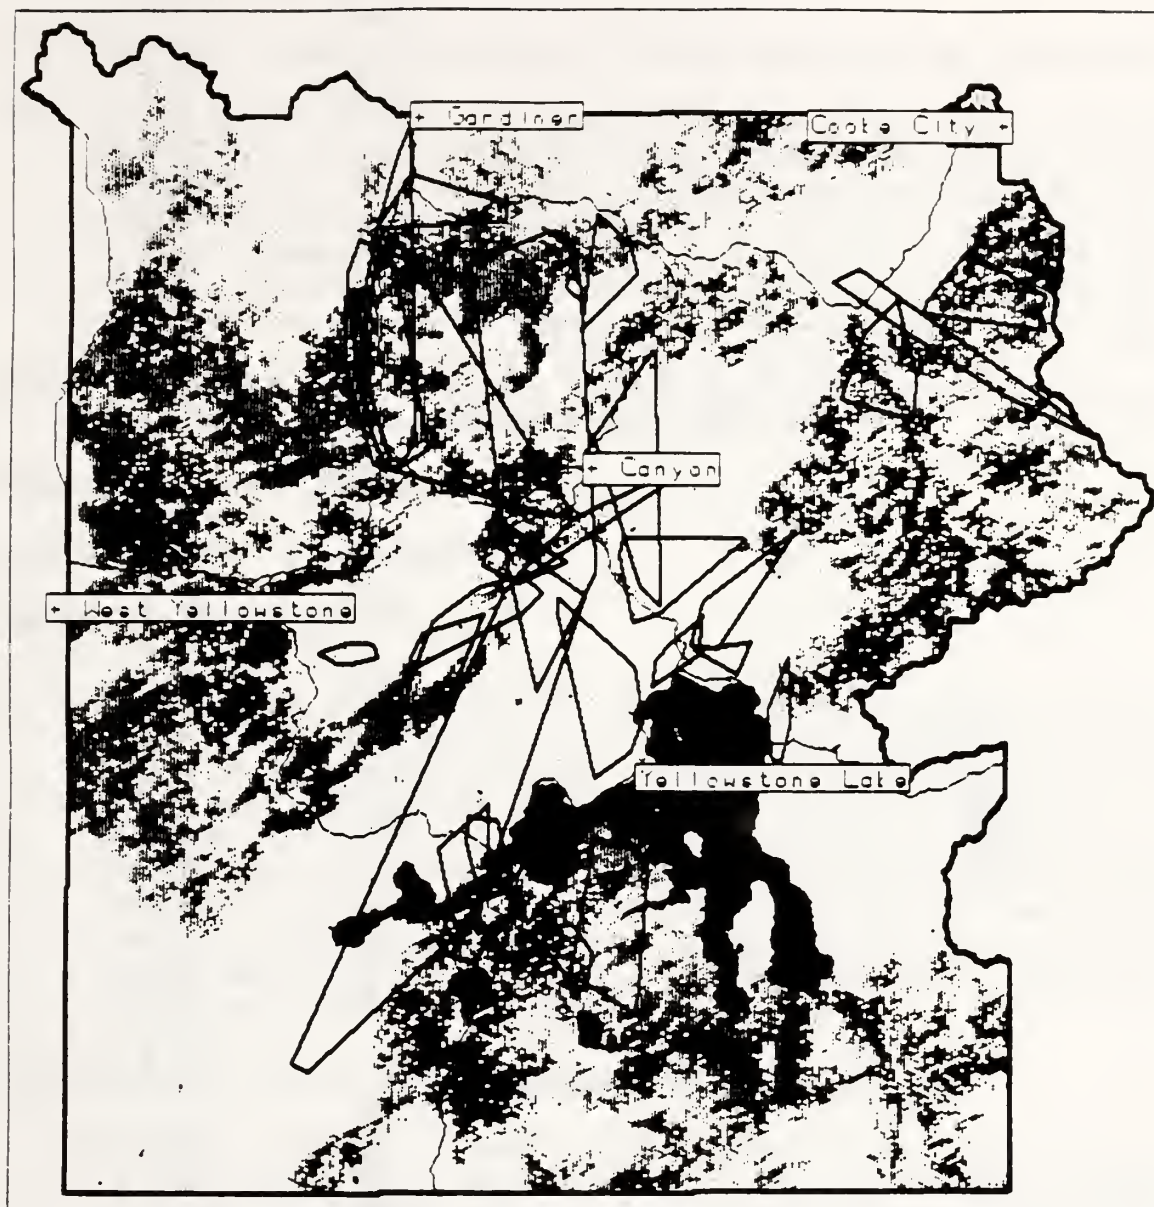 ← Gardiner
Cooke City →
← Canyon
← West Yellowstone
Yellowstone Lake